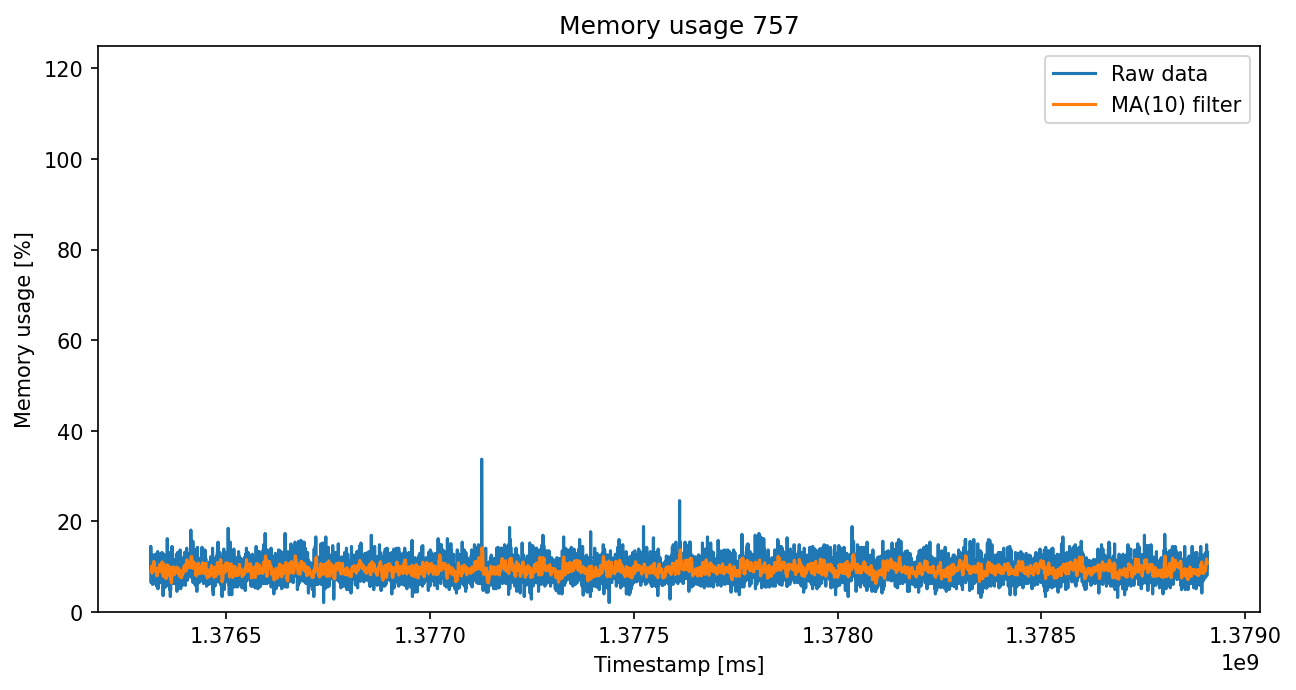 Memory usage 757
Raw data
MA(10) filter
120
100
80
60
40
20
0
Memory usage [%]
1.3765 1.3770 1.3775 1.3780 1.3785 1.3790
1e9
Timestamp [ms]